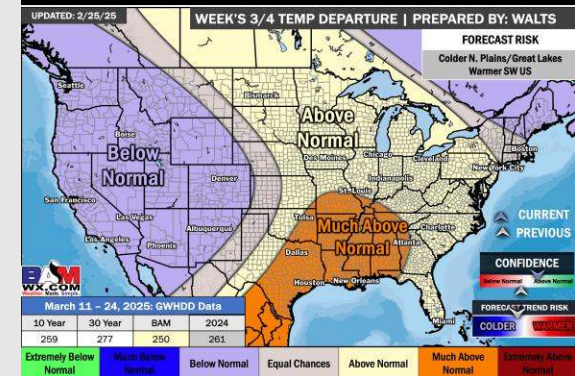 UPDATED: 2/25/25
WEEK'S 3/4 TEMP DEPARTURE | PREPARED BY: WALTS
FORECAST RISK
Colder N. Plains/Great Lakes
Warmer SW US
Seattle
Bismarck
Above
Normal
Boise
Below
Normal
Des Moines
Chicago
Cleveland
Boston
New York City
Denver
Indianapolis
St. Louis
San Francisco
Las Vegas
Los Angeles
Phoenix
Albuquerque
Tulsa
Much Above
Normal
Charlotte
Atlanta
Dallas
Houston
New Orleans
Miami
CURRENT
PREVIOUS
CONFIDENCE
Below Normal
Above Normal
FORECAST TREND RISK
COLDER
WARMER
BAM
WX.COM
Weather Made Simple.
March 11 – 24, 2025: GWHDD Data
10 Year 30 Year BAM 2024
259 277 250 261
Extremely Below Normal
Much Below Normal
Below Normal
Equal Chances
Above Normal
Much Above Normal
Extremely Above Normal